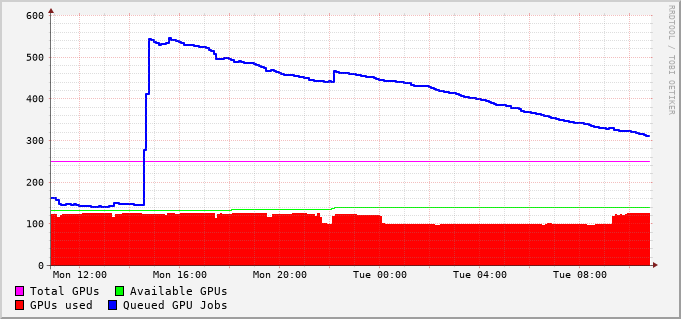 600
500
400
300
200
100
0
Mon 12:00 Mon 16:00 Mon 20:00 Tue 00:00 Tue 04:00 Tue 08:00
Total GPUs Available GPUs
GPUs used Queued GPU Jobs
RRDTOOL / TOBI OETIKER